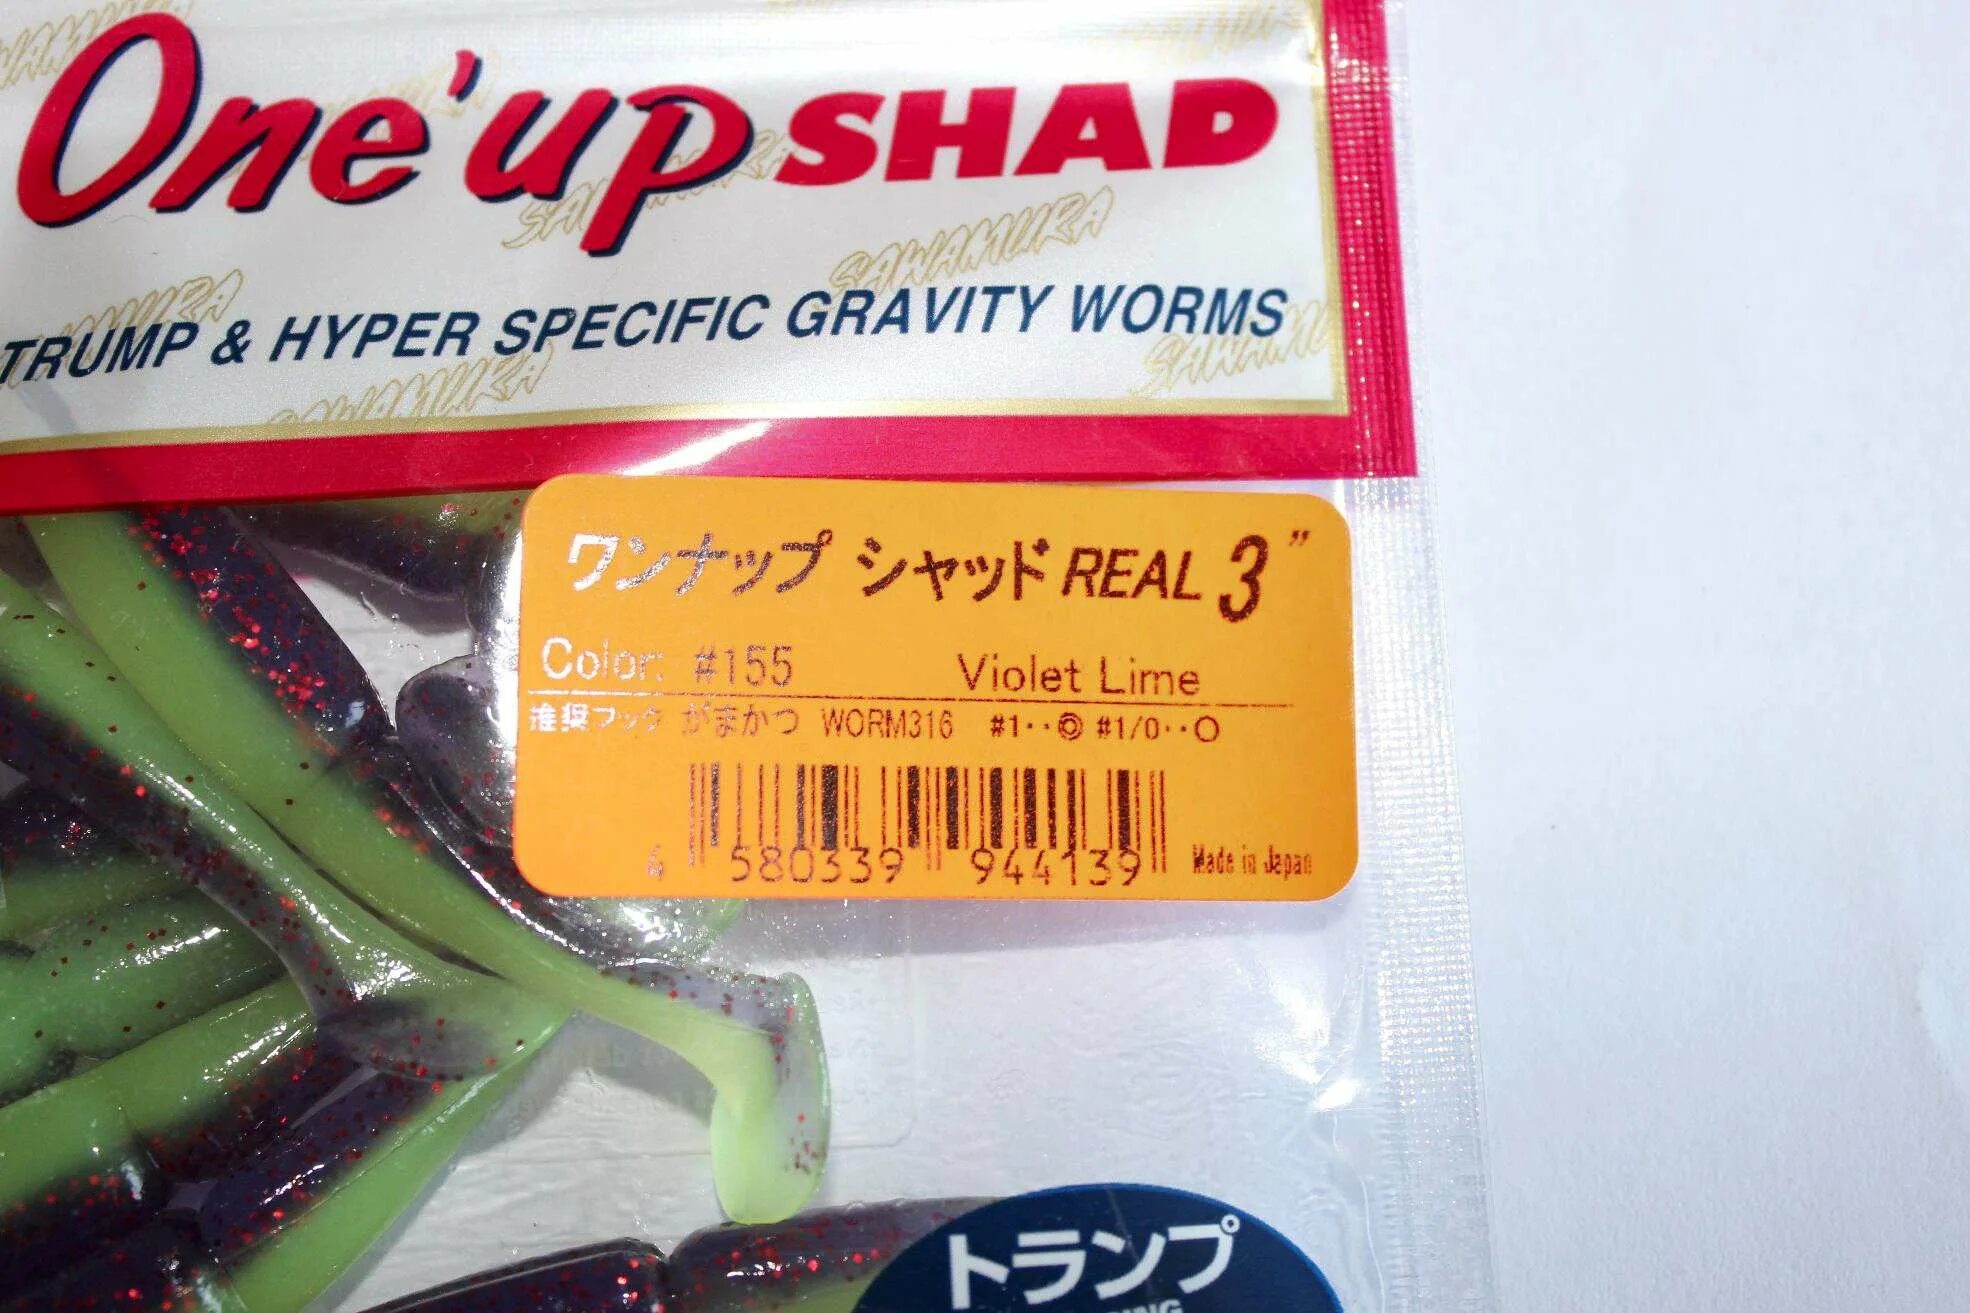 One'up SHAD
SAWAMURA
TRUMP & HYPER SPECIFIC GRAVITY WORMS
ワンナップ シャッド REAL 3”
Color: #155 Violet Lime
推奨フック がまかつ WORM316 #1··◎ #1/0··○
4 580339 944139 Made in Japan
トランプ